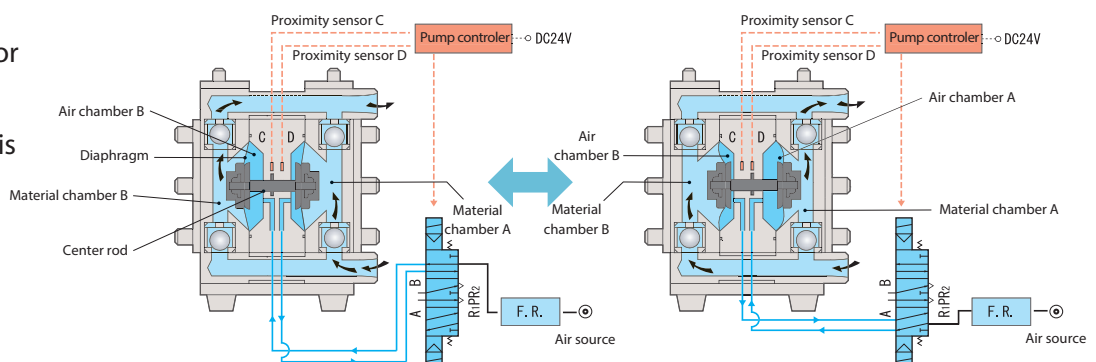 or
is
Proximity sensor C
Pump controler
DC24V
Proximity sensor D
Air chamber B
C D
Diaphragm
Material chamber B
Material
chamber A
Center rod
A B
R1PR2
F. R.
Air source
Proximity sensor C
Pump controler
DC24V
Proximity sensor D
Air chamber A
C D
Air
chamber B
Material
chamber B
Material chamber A
A B
R1PR2
F. R.
Air source